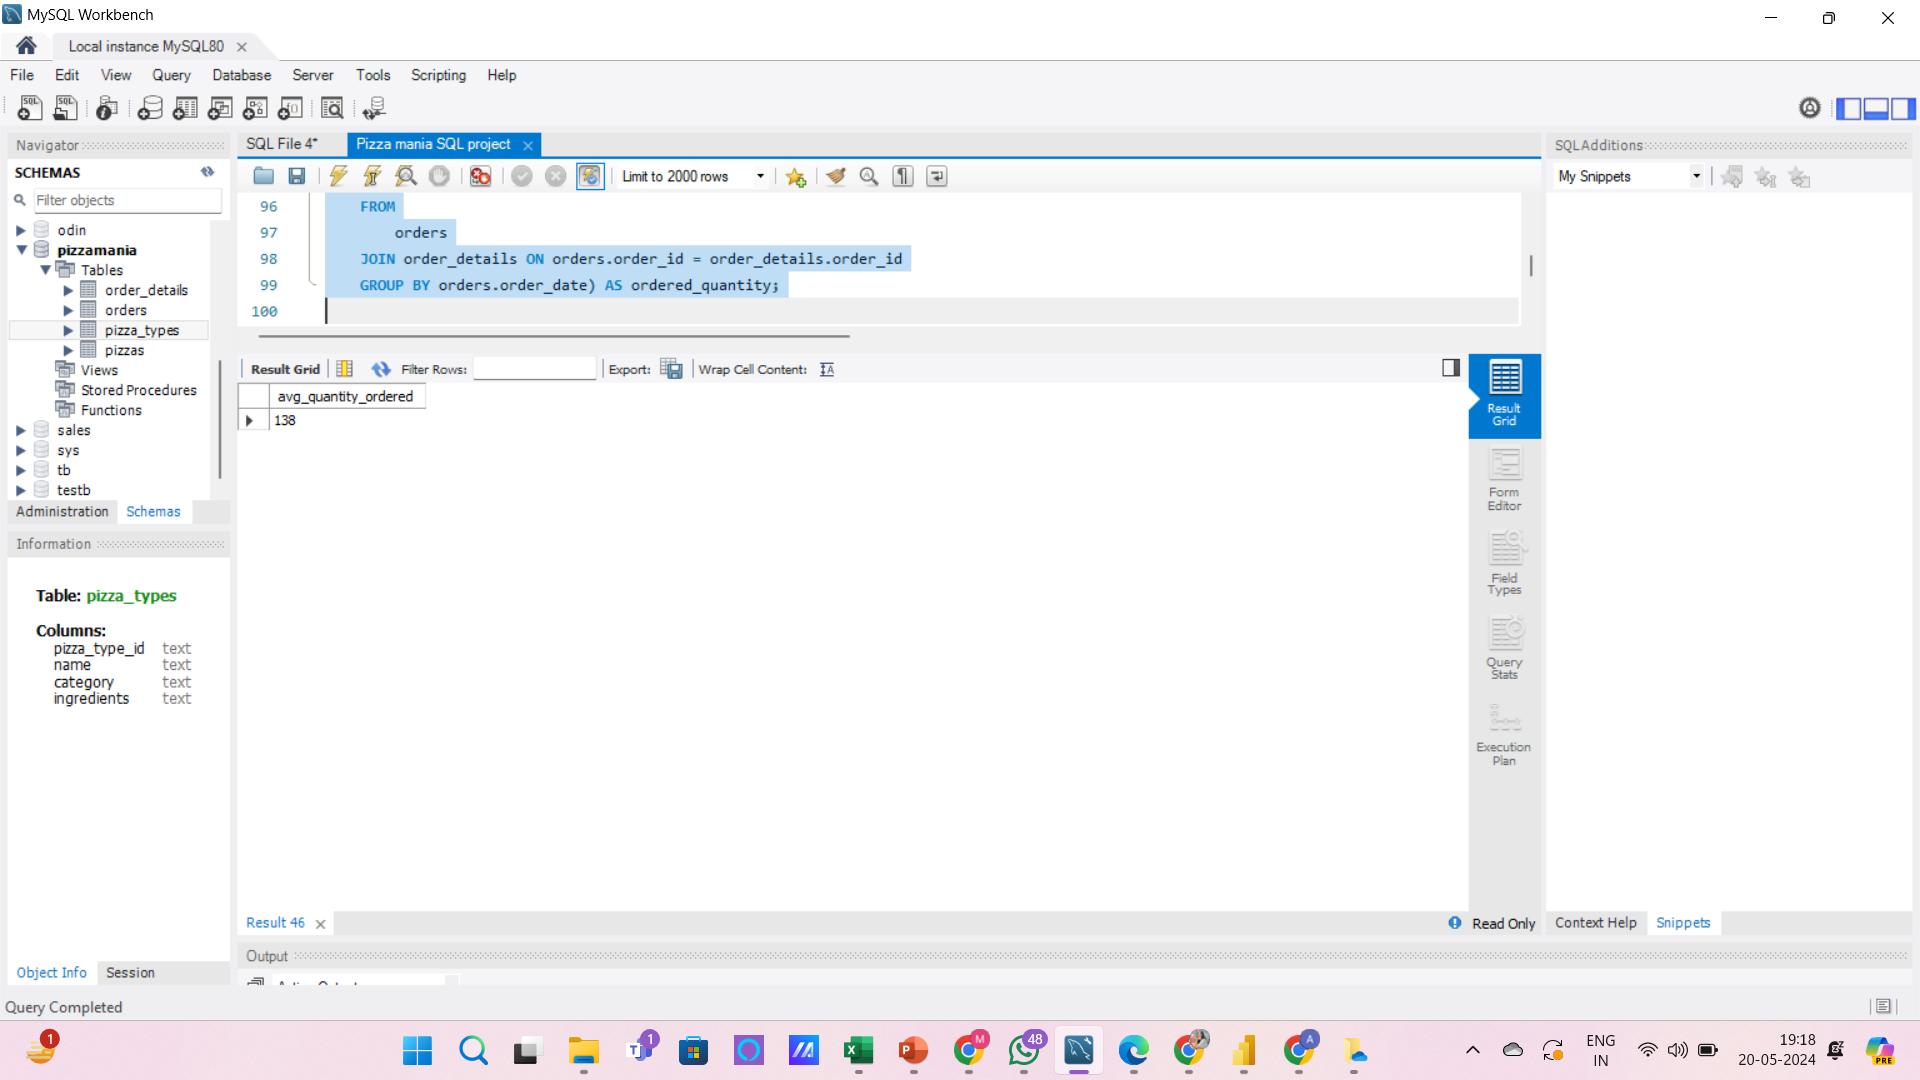 MySQL Workbench
Local instance MySQL80
File Edit View Query Database Server Tools Scripting Help
Navigator
SCHEMAS
Filter objects
odin
pizzamania
Tables
order_details
orders
pizza_types
pizzas
Views
Stored Procedures
Functions
sales
sys
tb
testb
Administration Schemas
Information
Table: pizza_types
Columns:
pizza_type_id text
name text
category text
ingredients text
Object Info Session
SQL File 4* Pizza mania SQL project
Limit to 2000 rows
96 FROM
97 orders
98 JOIN order_details ON orders.order_id = order_details.order_id
99 GROUP BY orders.order_date) AS ordered_quantity;
100
Result Grid Filter Rows: Export: Wrap Cell Content:
avg_quantity_ordered
138
Result Grid
Form Editor
Field Types
Query Stats
Execution Plan
Result 46 Read Only
Output
SQLAdditions
My Snippets
Context Help Snippets
Query Completed
1
1
M
48
A
ENG
IN
19:18
20-05-2024
PRE